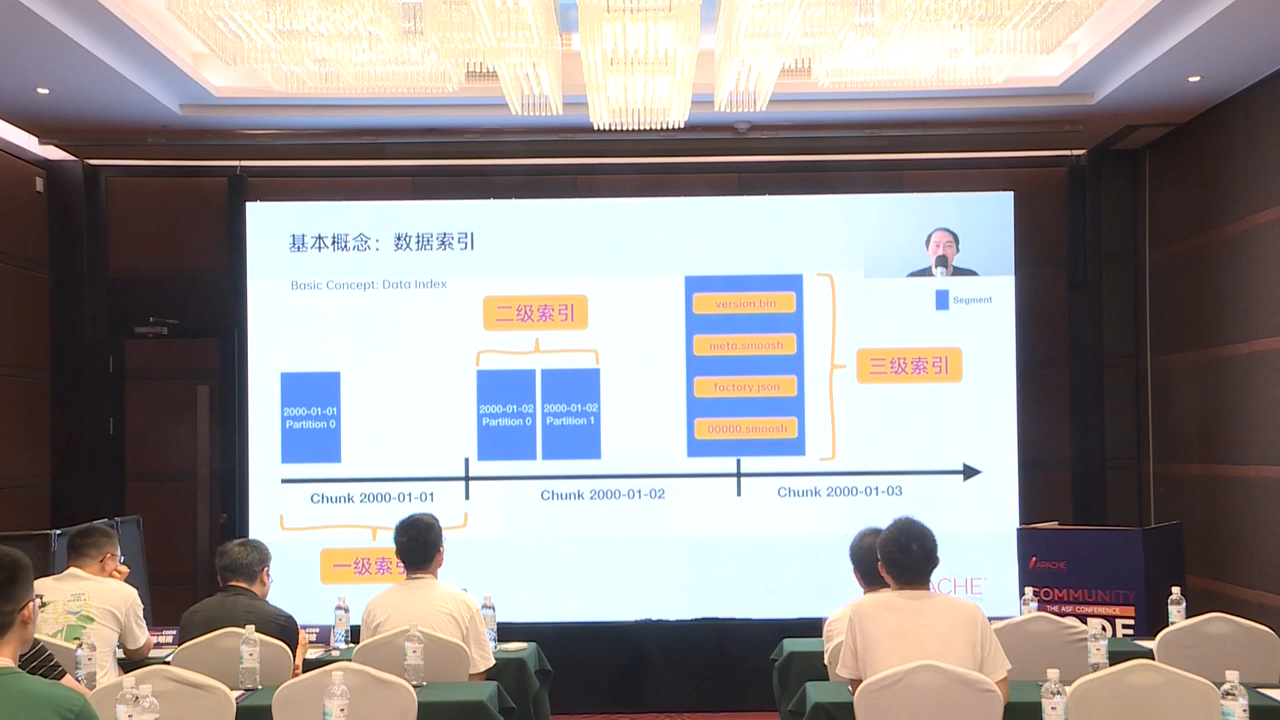 基本概念：数据索引
Basic Concept: Data Index
二级索引
version.bin
meta.smoosh
factory.json
00000.smoosh
Segment
三级索引
2000-01-01
Partition 0
2000-01-02
Partition 0
2000-01-02
Partition 1
Chunk 2000-01-01
Chunk 2000-01-02
Chunk 2000-01-03
一级索
APACHE
COMMUNITY
THE ASF CONFERENCE
CODE